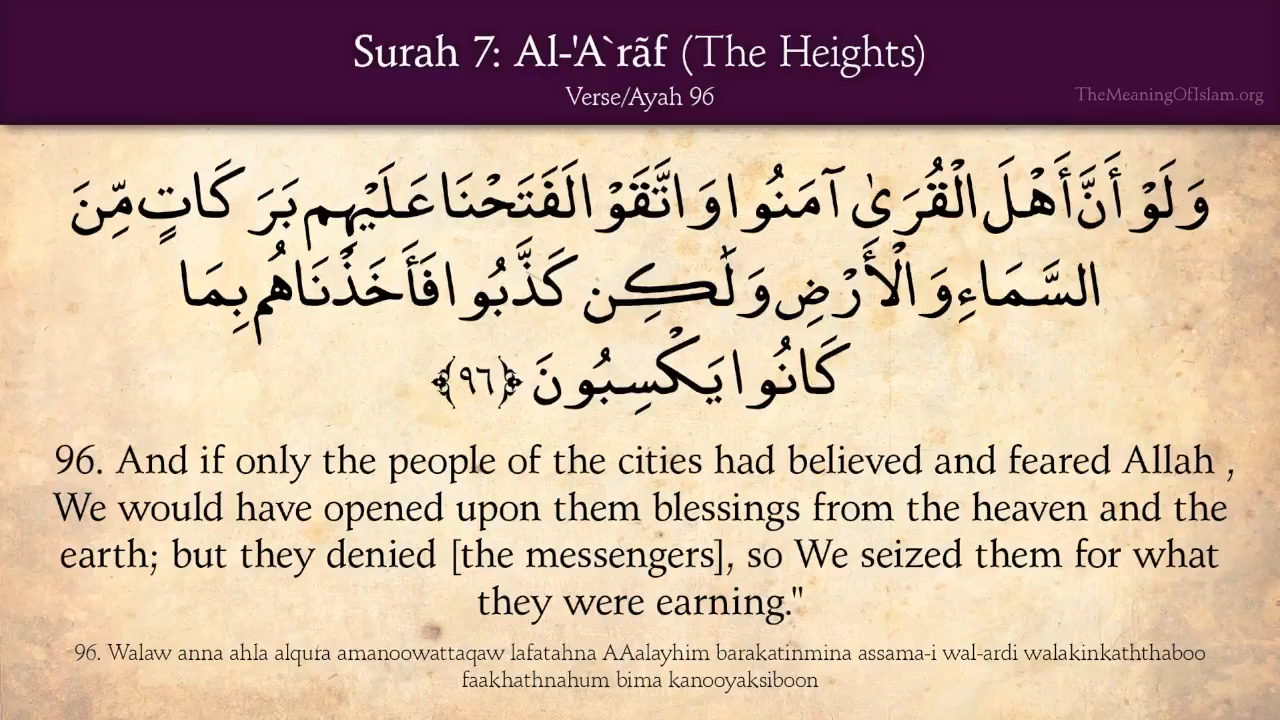 Surah 7: Al-'A`rãf (The Heights)
Verse/Ayah 96
TheMeaningOfIslam.org
وَلَوْ أَنَّ أَهْلَ الْقُرَىٰ آمَنُوا وَاتَّقَوْا لَفَتَحْنَا عَلَيْهِم بَرَكَاتٍ مِّنَ
السَّمَاءِ وَالْأَرْضِ وَلَٰكِن كَذَّبُوا فَأَخَذْنَاهُم بِمَا
كَانُوا يَكْسِبُونَ ﴿٩٦﴾
96. And if only the people of the cities had believed and feared Allah ,
We would have opened upon them blessings from the heaven and the
earth; but they denied [the messengers], so We seized them for what
they were earning."
96. Walaw anna ahla alqura amanoowattaqaw lafatahna AAalayhim barakatinmina assama-i wal-ardi walakinkaththaboo
faakhathnahum bima kanooyaksiboon